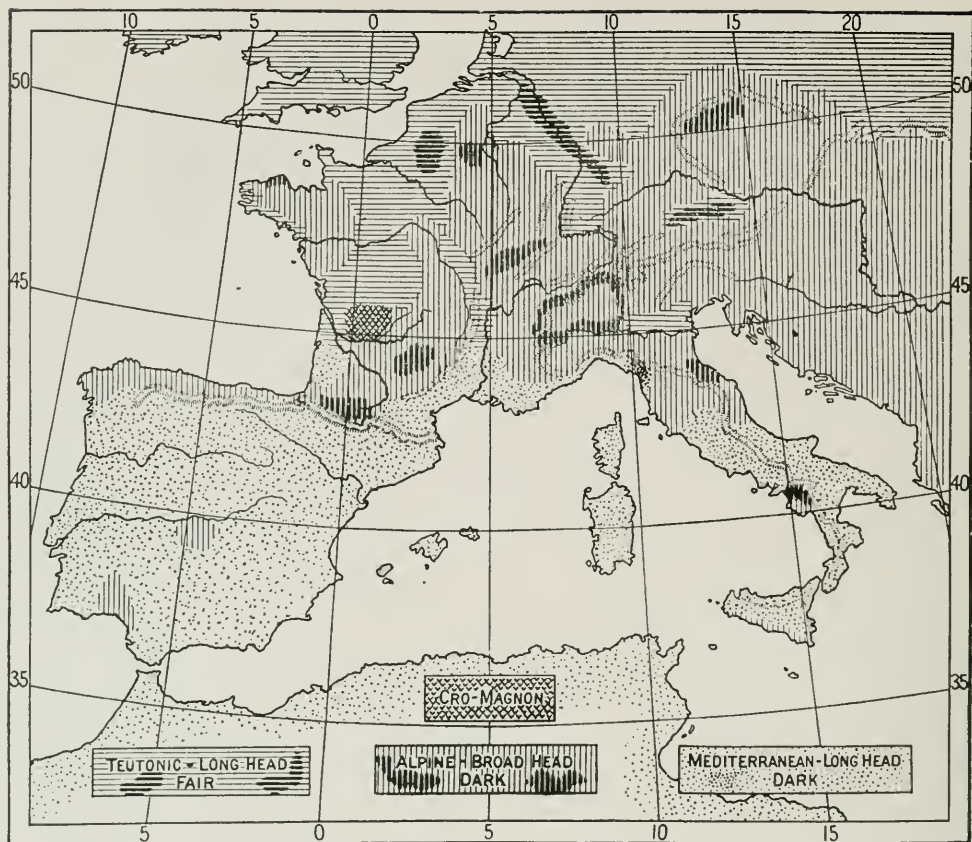 10 5 0 5 10 15 20
50 50
45 45
40 40
35 35
CRO-MAGNON
TEUTONIC-LONG HEAD
FAIR
ALPINE-BROAD HEAD
DARK
MEDITERRANEAN-LONG HEAD
DARK
5 0 5 10 15